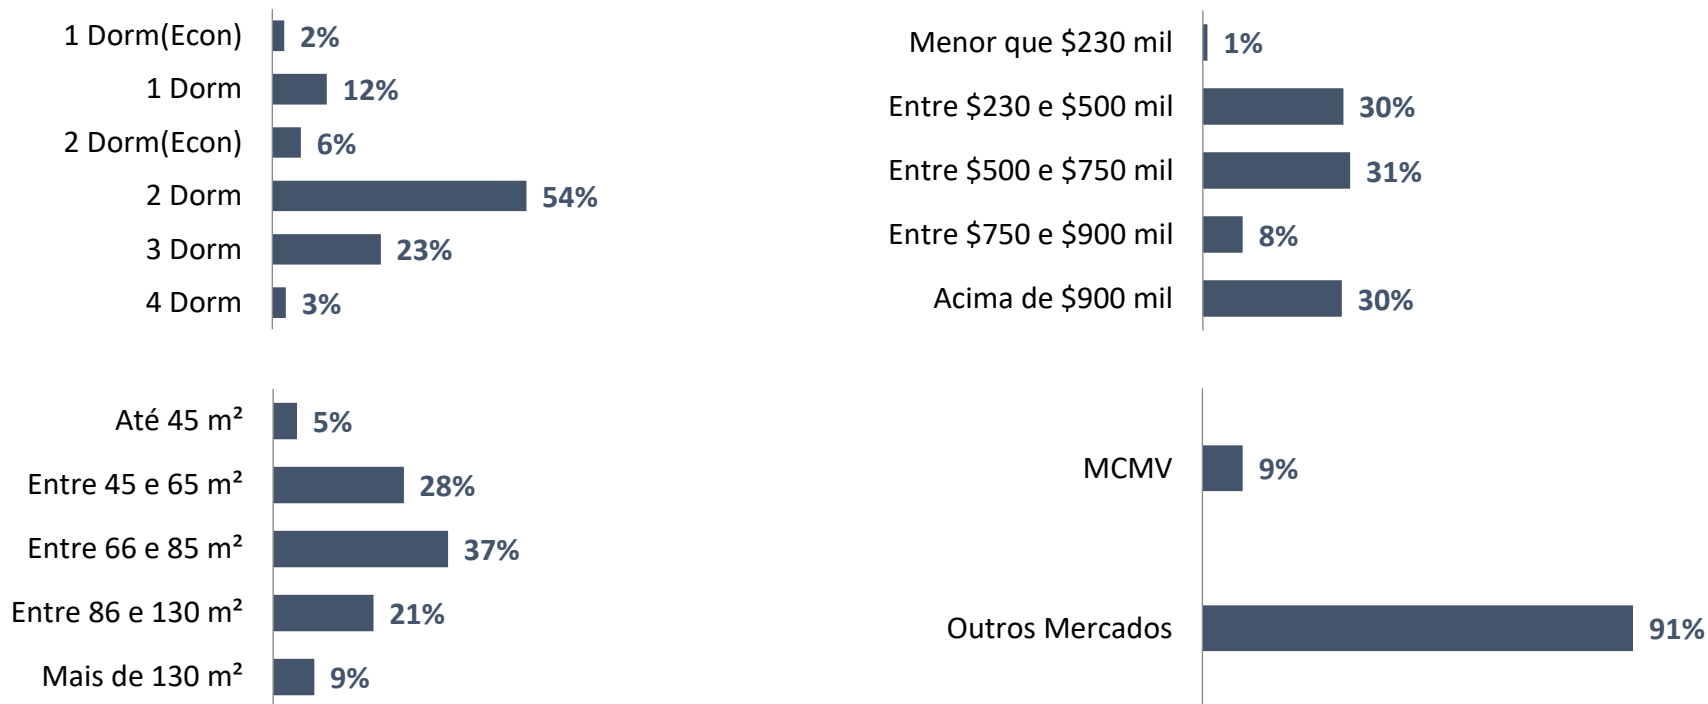 1 Dorm(Econ) 2%
1 Dorm 12%
2 Dorm(Econ) 6%
2 Dorm 54%
3 Dorm 23%
4 Dorm 3%
Menor que $230 mil 1%
Entre $230 e $500 mil 30%
Entre $500 e $750 mil 31%
Entre $750 e $900 mil 8%
Acima de $900 mil 30%
Até 45 m² 5%
Entre 45 e 65 m² 28%
Entre 66 e 85 m² 37%
Entre 86 e 130 m² 21%
Mais de 130 m² 9%
MCMV 9%
Outros Mercados 91%